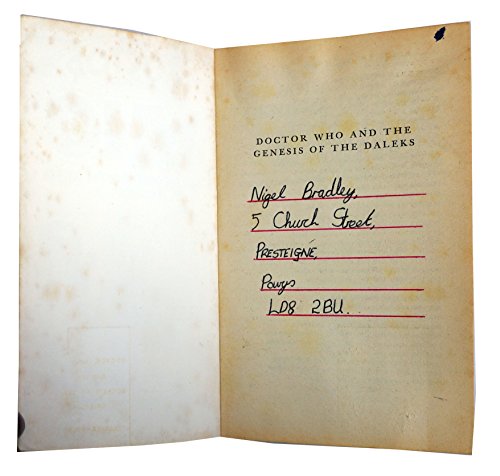 DOCTOR WHO AND THE
GENESIS OF THE DALEKS
Nigel Bradley,
5 Church Street,
PRESTEIGNE,
Powys
LD8 2BU.